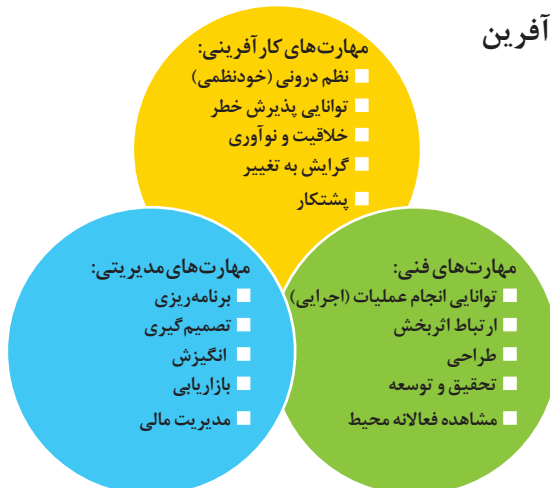 آفرین
مهارت‌های کارآفرینی:
نظم درونی (خودنظمی)
توانایی پذیرش خطر
خلاقیت و نوآوری
گرایش به تغییر
پشتکار
مهارت‌های فنی:
توانایی انجام عملیات (اجرایی)
ارتباط اثربخش
طراحی
تحقیق و توسعه
مشاهده فعالانه محیط
مهارت‌های مدیریتی:
برنامه‌ریزی
تصمیم‌گیری
انگیزش
بازاریابی
مدیریت مالی